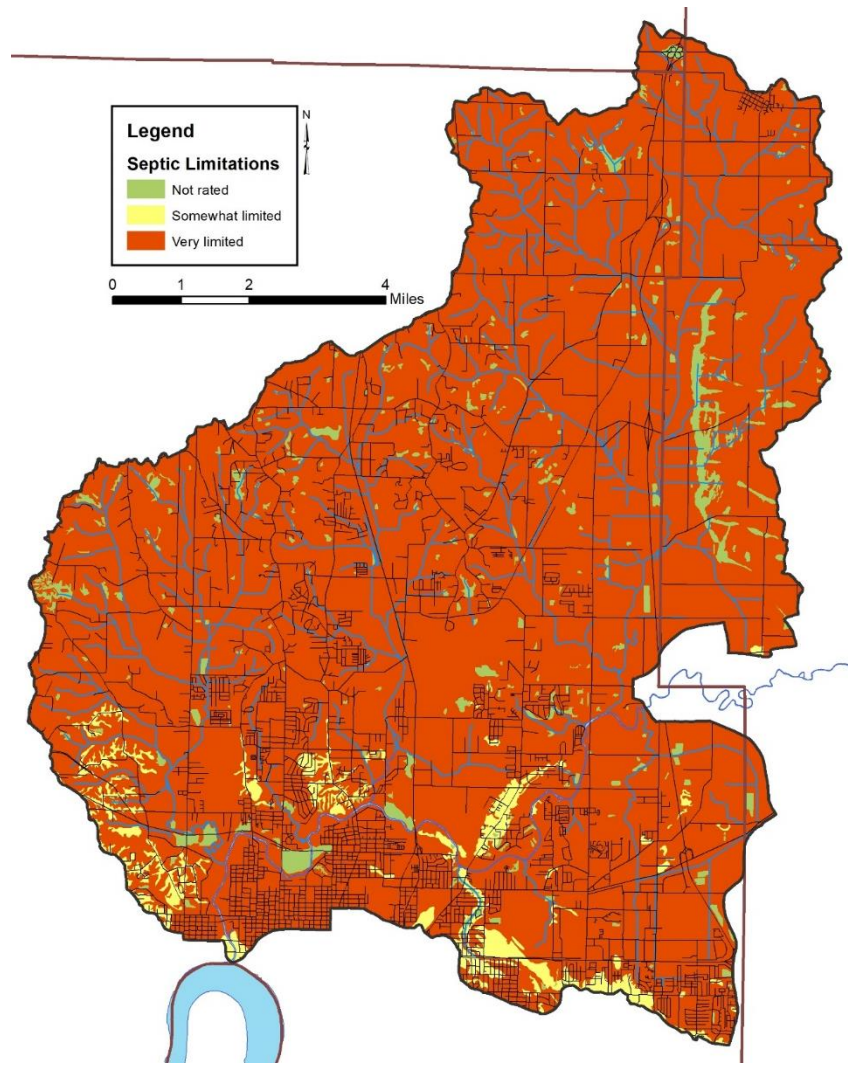 Legend
N
Septic Limitations
Not rated
Somewhat limited
Very limited
0 1 2 4
Miles